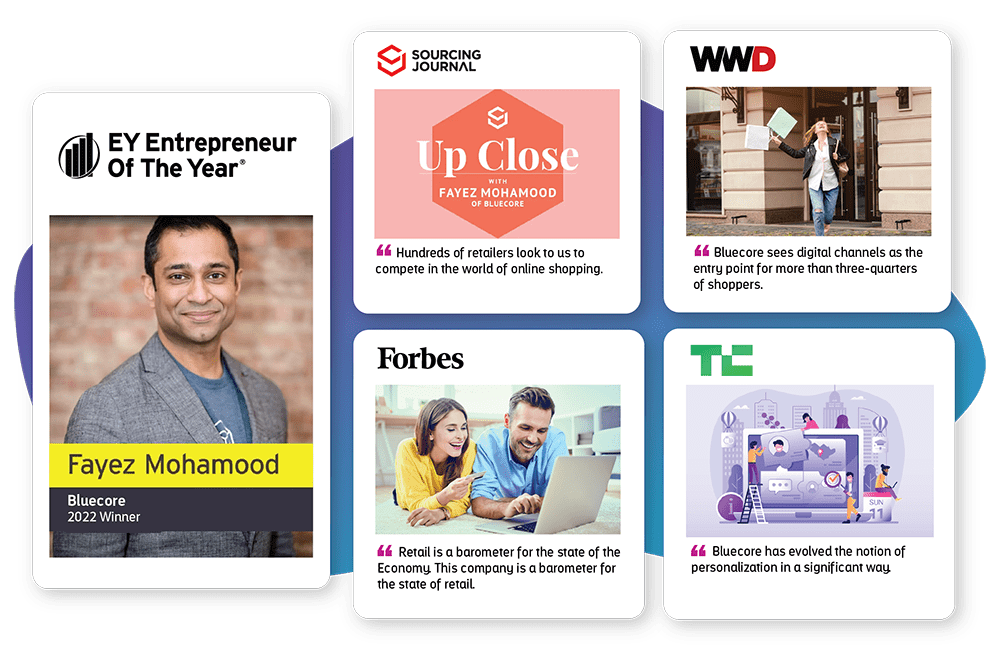 EY Entrepreneur
Of The Year®
Fayez Mohamood
Bluecore
2022 Winner
SOURCING
JOURNAL
Up Close
WITH
FAYEZ MOHAMOOD
OF BLUECORE
❝ Hundreds of retailers look to us to
compete in the world of online shopping.
WWD
❝ Bluecore sees digital channels as the
entry point for more than three-quarters
of shoppers.
Forbes
❝ Retail is a barometer for the state of the
Economy. This company is a barometer for
the state of retail.
TC
i
SUN
11
❝ Bluecore has evolved the notion of
personalization in a significant way.